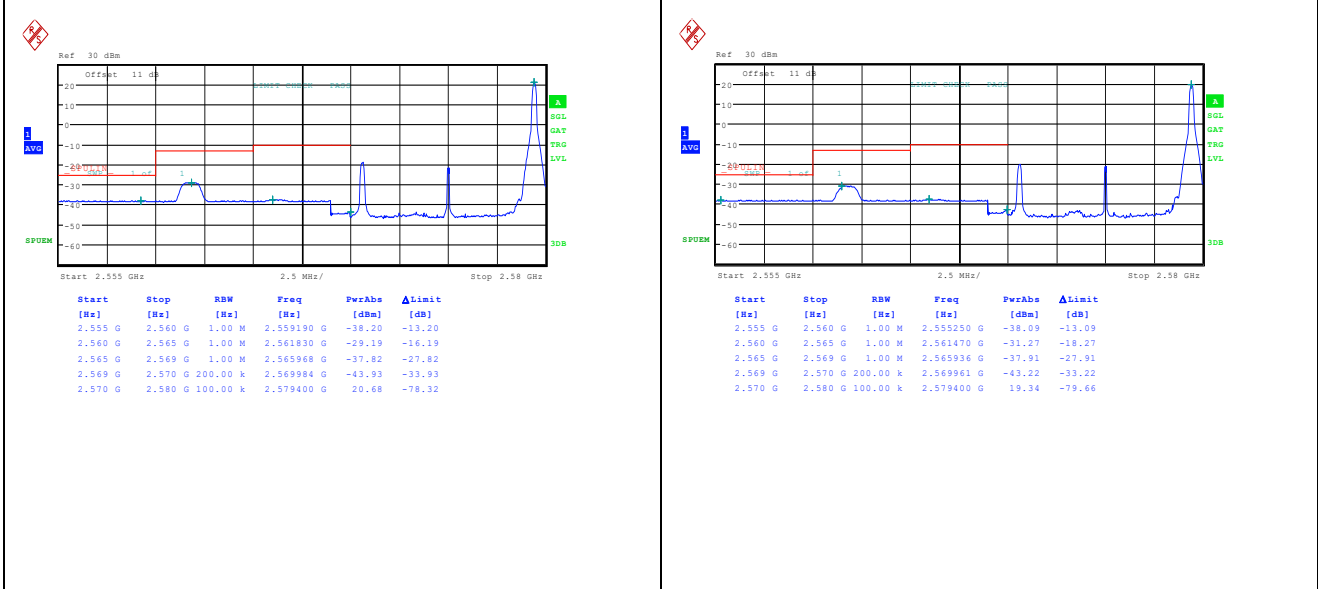 R S
Ref 30 dBm
Offset 11 dB
LIMIT CHECK PASS
20
10
0
-10
-20
-30
-40
-50
-60
1
AVG
1 of 1
SPUEM
A
SGL
GAT
TRG
LVL
3DB
Start 2.555 GHz 2.5 MHz/ Stop 2.58 GHz
Start Stop RBW Freq PwrAbs ΔLimit
[Hz] [Hz] [Hz] [Hz] [dBm] [dB]
2.555 G 2.560 G 1.00 M 2.559190 G -38.20 -13.20
2.560 G 2.565 G 1.00 M 2.561830 G -29.19 -16.19
2.565 G 2.569 G 1.00 M 2.565968 G -37.82 -27.82
2.569 G 2.570 G 200.00 k 2.569984 G -43.93 -33.93
2.570 G 2.580 G 100.00 k 2.579400 G 20.68 -78.32
R S
Ref 30 dBm
Offset 11 dB
LIMIT CHECK PASS
20
10
0
-10
-20
-30
-40
-50
-60
1
AVG
1 of 1
SPUEM
A
SGL
GAT
TRG
LVL
3DB
Start 2.555 GHz 2.5 MHz/ Stop 2.58 GHz
Start Stop RBW Freq PwrAbs ΔLimit
[Hz] [Hz] [Hz] [Hz] [dBm] [dB]
2.555 G 2.560 G 1.00 M 2.555250 G -38.09 -13.09
2.560 G 2.565 G 1.00 M 2.561470 G -31.27 -18.27
2.565 G 2.569 G 1.00 M 2.565936 G -37.91 -27.91
2.569 G 2.570 G 200.00 k 2.569961 G -43.22 -33.22
2.570 G 2.580 G 100.00 k 2.579400 G 19.34 -79.66